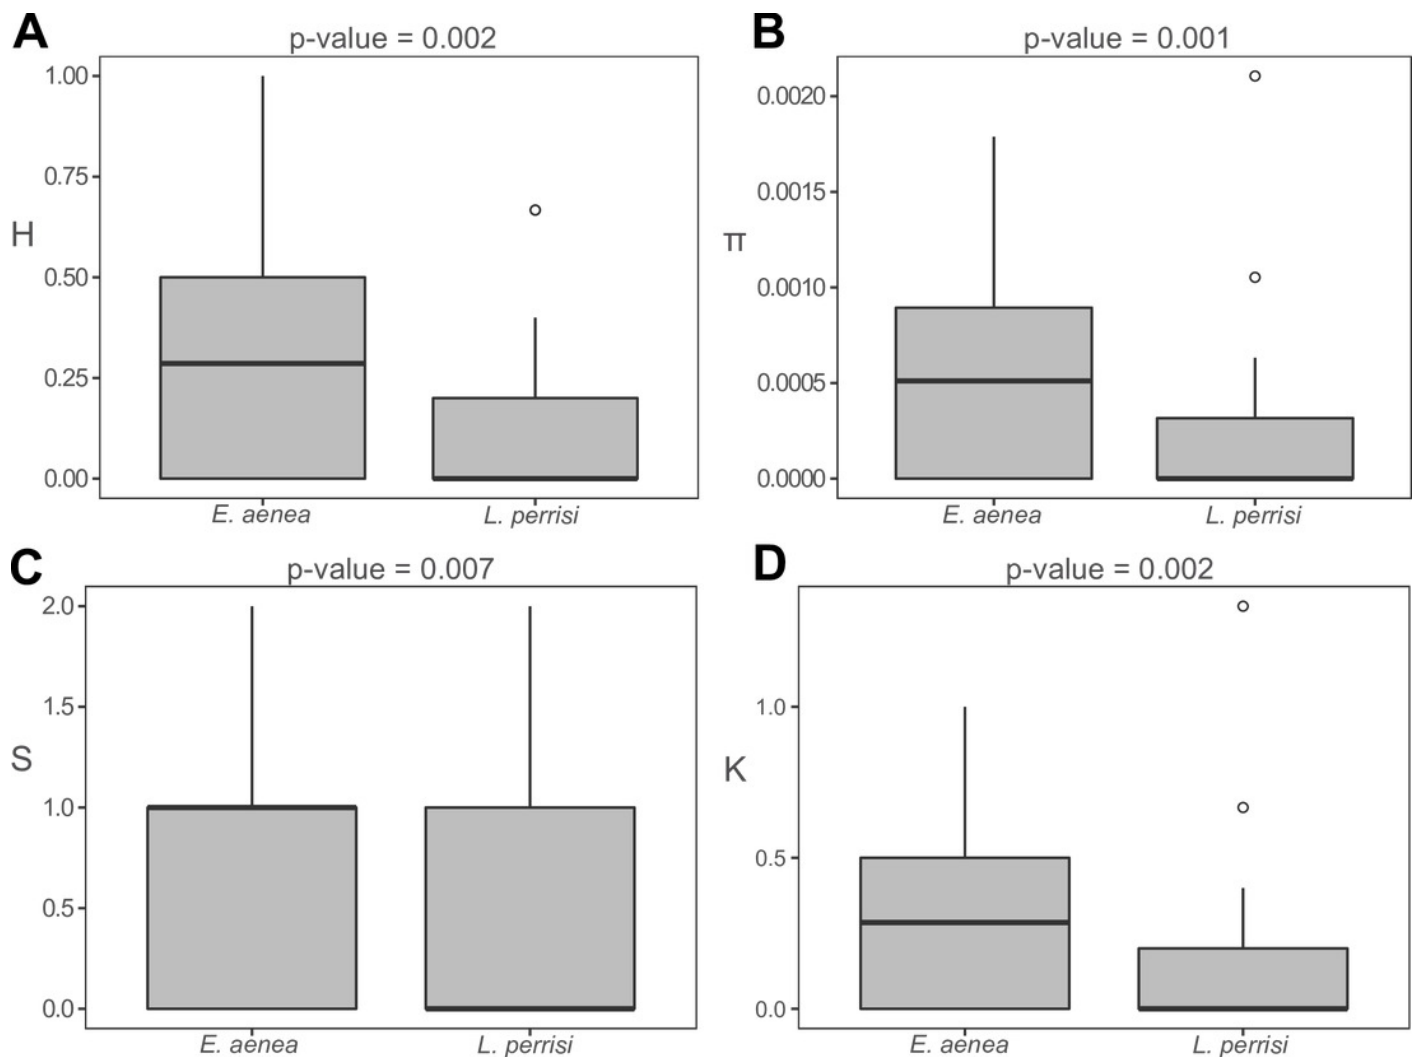 A
p-value = 0.002
1.00
0.75
H
0.50
0.25
0.00
E. aenea
L. perrisi
B
p-value = 0.001
0.0020
0.0015
π
0.0010
0.0005
0.0000
E. aenea
L. perrisi
C
p-value = 0.007
2.0
1.5
S
1.0
0.5
0.0
E. aenea
L. perrisi
D
p-value = 0.002
1.0
K
0.5
0.0
E. aenea
L. perrisi